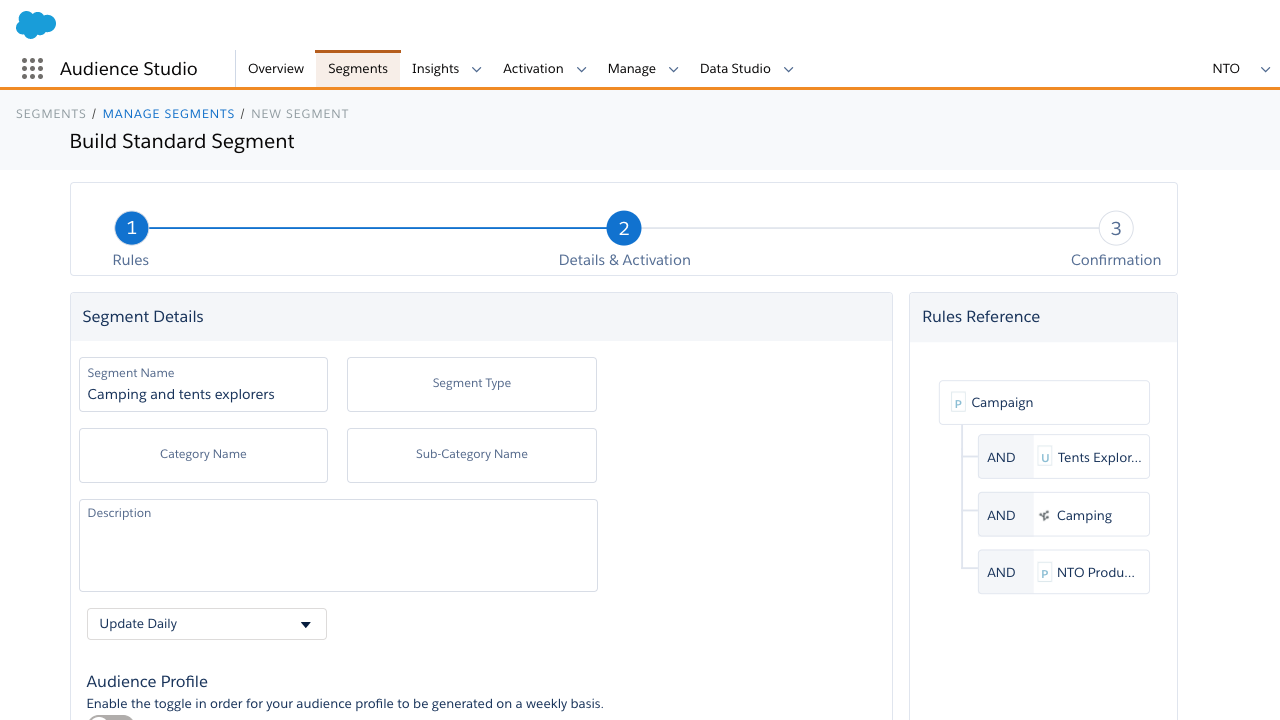 Audience Studio
Overview
Segments
Insights
Activation
Manage
Data Studio
NTO
SEGMENTS / MANAGE SEGMENTS / NEW SEGMENT
Build Standard Segment
1
2
3
Rules
Details & Activation
Confirmation
Segment Details
Segment Name
Camping and tents explorers
Segment Type
Category Name
Sub-Category Name
Description
Update Daily
Audience Profile
Enable the toggle in order for your audience profile to be generated on a weekly basis.
Rules Reference
P Campaign
AND U Tents Explor...
AND Camping
AND P NTO Produ...